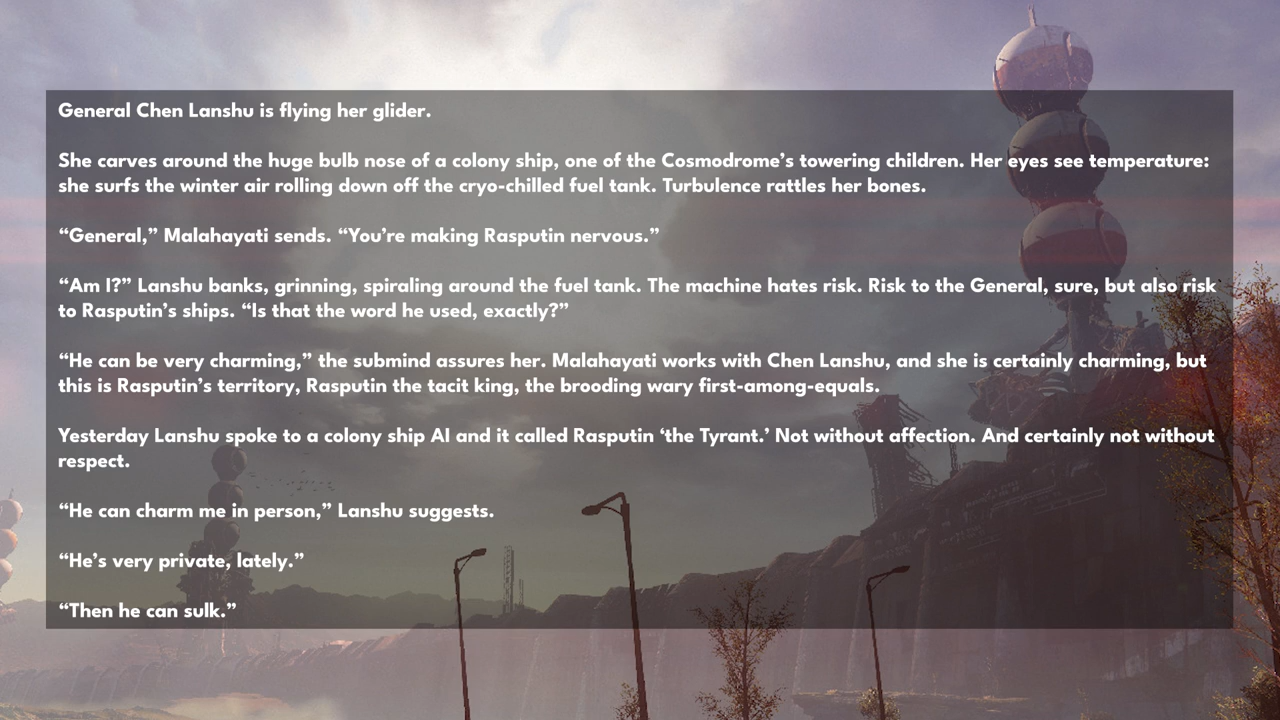 General Chen Lanshu is flying her glider.
She carves around the huge bulb nose of a colony ship, one of the Cosmodrome’s towering children. Her eyes see temperature:
she surfs the winter air rolling down off the cryo-chilled fuel tank. Turbulence rattles her bones.
“General,” Malahayati sends. “You’re making Rasputin nervous.”
“Am I?” Lanshu banks, grinning, spiraling around the fuel tank. The machine hates risk. Risk to the General, sure, but also risk
to Rasputin’s ships. “Is that the word he used, exactly?”
“He can be very charming,” the submind assures her. Malahayati works with Chen Lanshu, and she is certainly charming, but
this is Rasputin’s territory, Rasputin the tacit king, the brooding wary first-among-equals.
Yesterday Lanshu spoke to a colony ship AI and it called Rasputin ‘the Tyrant.’ Not without affection. And certainly not without
respect.
“He can charm me in person,” Lanshu suggests.
“He’s very private, lately.”
“Then he can sulk.”